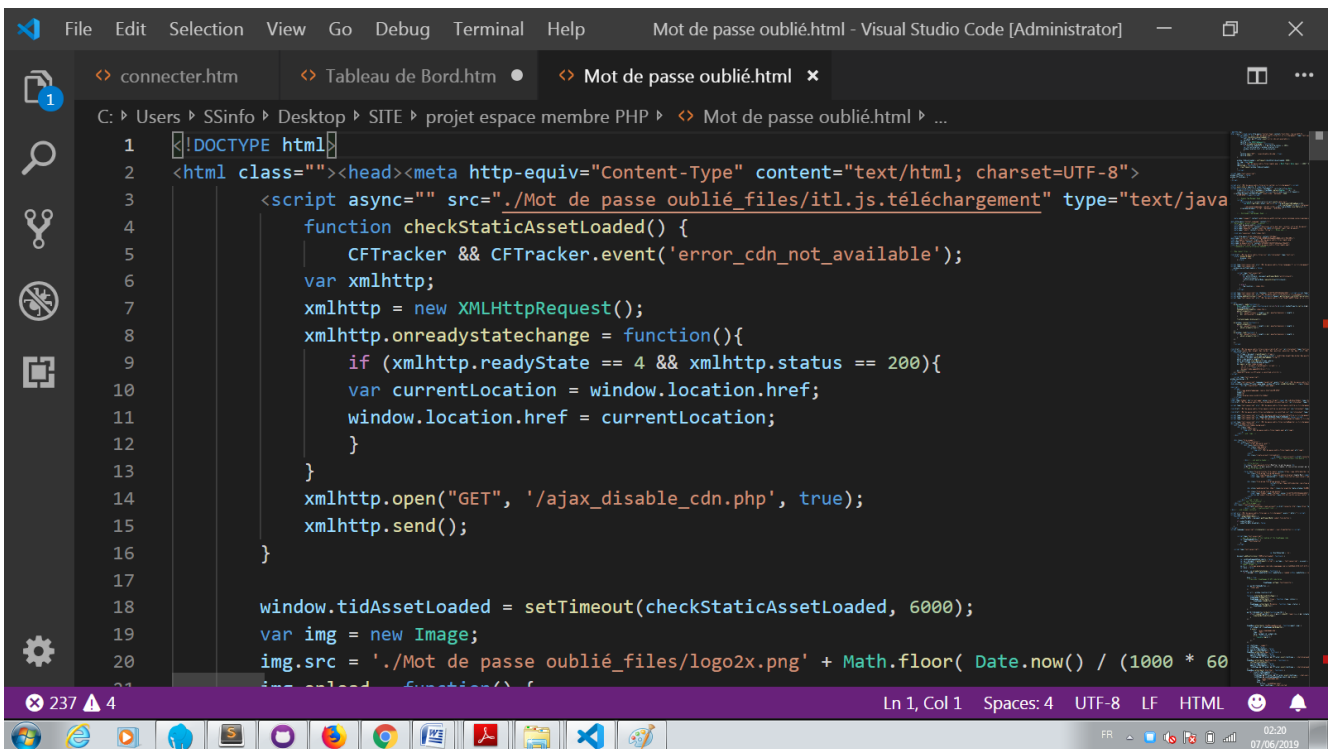 File Edit Selection View Go Debug Terminal Help Mot de passe oublié.html - Visual Studio Code [Administrator]
connecter.htm Tableau de Bord.htm Mot de passe oublié.html
1
C: Users SSinfo Desktop SITE projet espace membre PHP Mot de passe oublié.html ...
1 <!DOCTYPE html>
2 <html class=""><head><meta http-equiv="Content-Type" content="text/html; charset=UTF-8">
3 <script async="" src="./Mot de passe oublié_files/itl.js.téléchargement" type="text/java
4 function checkStaticAssetLoaded() {
5 CFTracker && CFTracker.event('error_cdn_not_available');
6 var xmlhttp;
7 xmlhttp = new XMLHttpRequest();
8 xmlhttp.onreadystatechange = function(){
9 if (xmlhttp.readyState == 4 && xmlhttp.status == 200){
10 var currentLocation = window.location.href;
11 window.location.href = currentLocation;
12 }
13 }
14 xmlhttp.open("GET", '/ajax_disable_cdn.php', true);
15 xmlhttp.send();
16 }
17
18 window.tidAssetLoaded = setTimeout(checkStaticAssetLoaded, 6000);
19 var img = new Image;
20 img.src = './Mot de passe oublié_files/logo2x.png' + Math.floor( Date.now() / (1000 * 60
237 4 Ln 1, Col 1 Spaces: 4 UTF-8 LF HTML
FR 02:20
07/06/2019